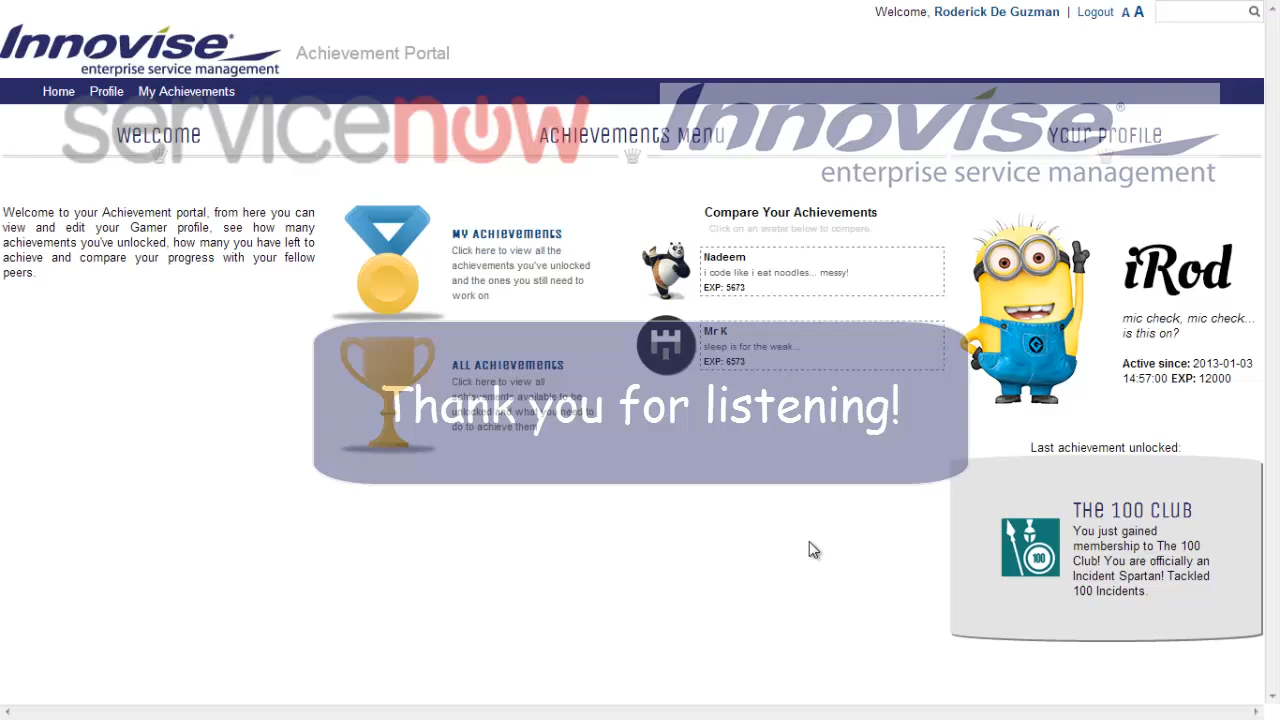 Welcome, Roderick De Guzman | Logout A A
Innovise®
enterprise service management
Achievement Portal
Home Profile My Achievements
servicenow
Innovise®
enterprise service management
Welcome
Achievements Menu
Your Profile
Welcome to your Achievement portal, from here you can
view and edit your Gamer profile, see how many
achievements you've unlocked, how many you have left to
achieve and compare your progress with your fellow
peers.
My Achievements
Click here to view all the
achievements you've unlocked
and the ones you still need to
work on
All Achievements
Click here to view all
achievements available to be
unlocked and what you need to
do to achieve them
Compare Your Achievements
Click on an avatar below to compare.
Nadeem
i code like i eat noodles... messy!
EXP: 5673
Mr K
sleep is for the weak...
EXP: 6573
Thank you for listening!
iRod
mic check, mic check...
is this on?
Active since: 2013-01-03
14:57:00 EXP: 12000
Last achievement unlocked:
100
The 100 Club
You just gained
membership to The 100
Club! You are officially an
Incident Spartan! Tackled
100 Incidents.